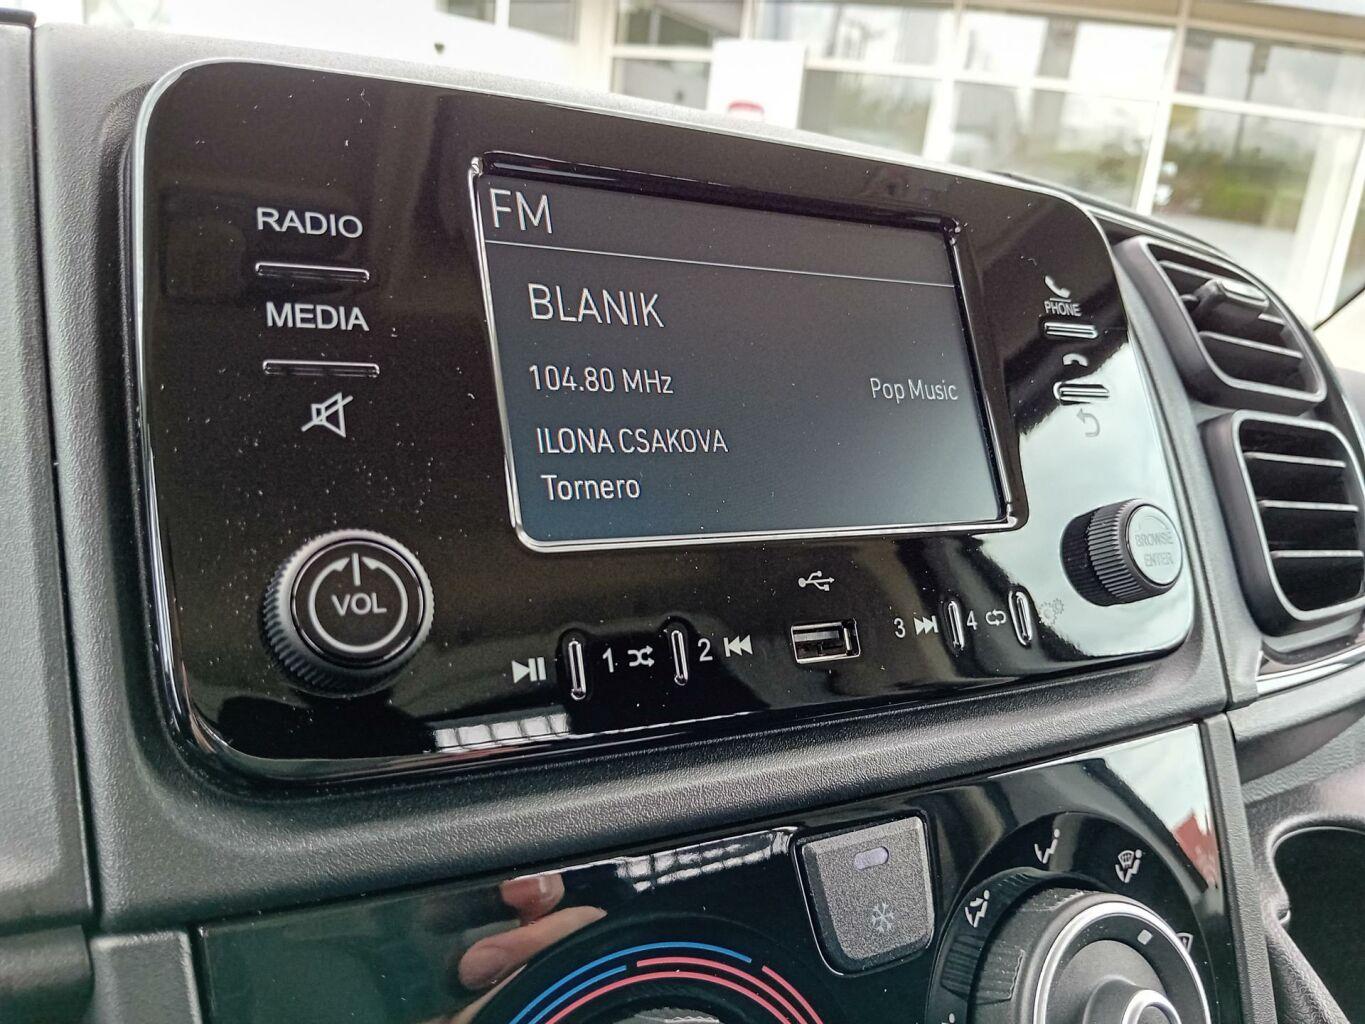 RADIO
MEDIA
VOL
FM
BLANIK
104.80 MHz
Pop Music
ILONA CSAKOVA
Tornero
PHONE
BROWSE
ENTER
1
2
3
4